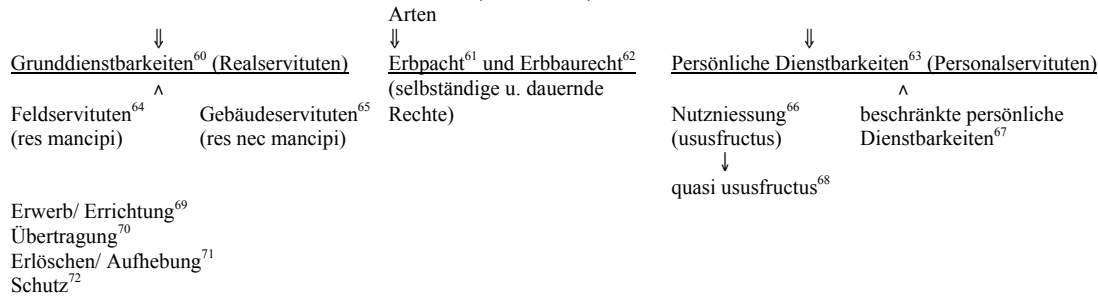 Arten
⇓ ⇓ ⇓
Grunddienstbarkeiten60 (Realservituten) Erbpacht61 und Erbbaurecht62 Persönliche Dienstbarkeiten63 (Personalservituten)
^ (selbständige u. dauernde ^
Feldservituten64 Gebäudeservituten65 Rechte) Nutzniessung66 beschränkte persönliche
(res mancipi) (res nec mancipi) (ususfructus) Dienstbarkeiten67
↓
quasi ususfructus68
Erwerb/ Errichtung69
Übertragung70
Erlöschen/ Aufhebung71
Schutz72